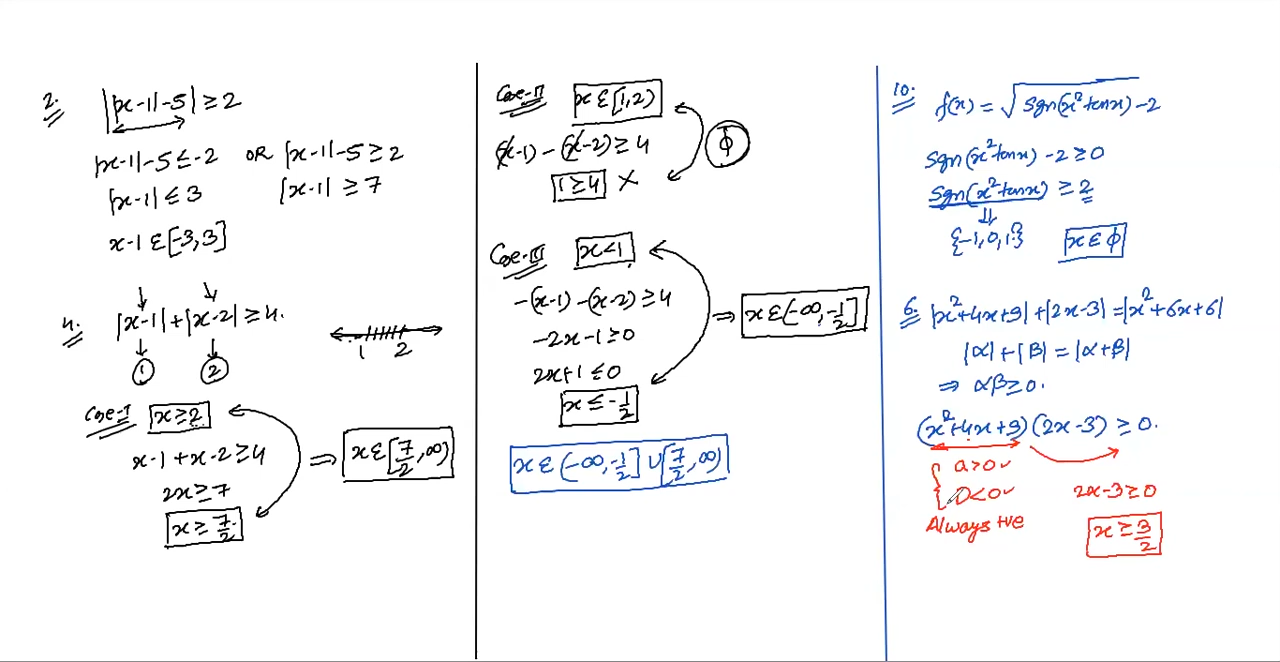 2. ||x-1|-5| ≥ 2
|x-1|-5 ≤ -2 OR |x-1|-5 ≥ 2
|x-1| ≤ 3 |x-1| ≥ 7
x-1 ε [-3,3]
4. |x-1|+|x-2| ≥ 4.
1 2
① ②
Case-I x ≥ 2
x-1+x-2 ≥ 4
2x ≥ 7
x ≥ 7/2
⇒ x ε [7/2, ∞)
Case-II x ε [1,2)
(x-1) - (x-2) ≥ 4
1 ≥ 4 ×
ϕ
Case-III x < 1
-(x-1) -(x-2) ≥ 4
-2x-1 ≥ 0
2x+1 ≤ 0
x ≤ -1/2
⇒ x ε (-∞, -1/2]
x ε (-∞, -1/2] ∪ [7/2, ∞)
10. f(x) = √sgn(x² tanx) -2
sgn(x² tanx) -2 ≥ 0
sgn(x² tanx) ≥ 2
⇓
{-1, 0, 1} x ε ϕ
6. |x²+4x+9| + |2x-3| = |x²+6x+6|
|α|+|β| = |α+β|
⇒ αβ ≥ 0.
(x²+4x+9)(2x-3) ≥ 0.
a>0 ✓
D<0 ✓ 2x-3 ≥ 0
Always +ve x ≥ 3/2